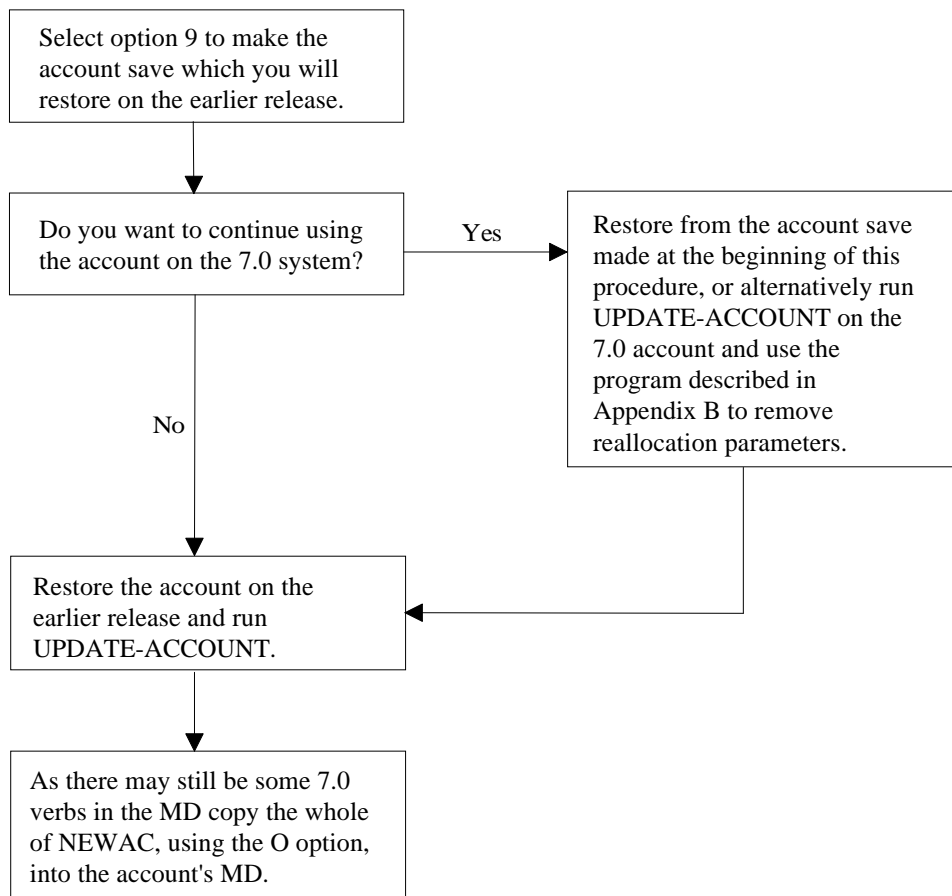 Select option 9 to make the
account save which you will
restore on the earlier release.
Do you want to continue using
the account on the 7.0 system?
Yes
Restore from the account save
made at the beginning of this
procedure, or alternatively run
UPDATE-ACCOUNT on the
7.0 account and use the
program described in
Appendix B to remove
reallocation parameters.
No
Restore the account on the
earlier release and run
UPDATE-ACCOUNT.
As there may still be some 7.0
verbs in the MD copy the whole
of NEWAC, using the O option,
into the account's MD.